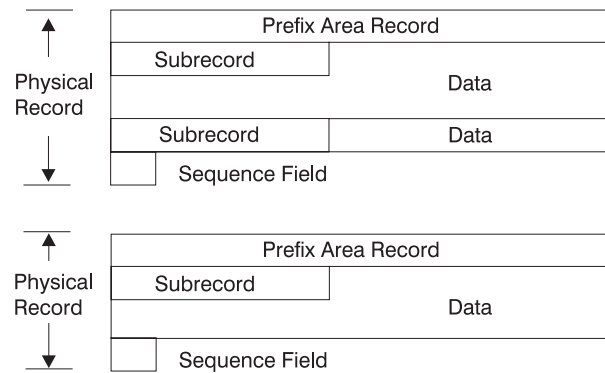 Prefix Area Record
Subrecord
Physical
Record
Data
Subrecord
Data
Sequence Field
Prefix Area Record
Subrecord
Physical
Record
Data
Sequence Field